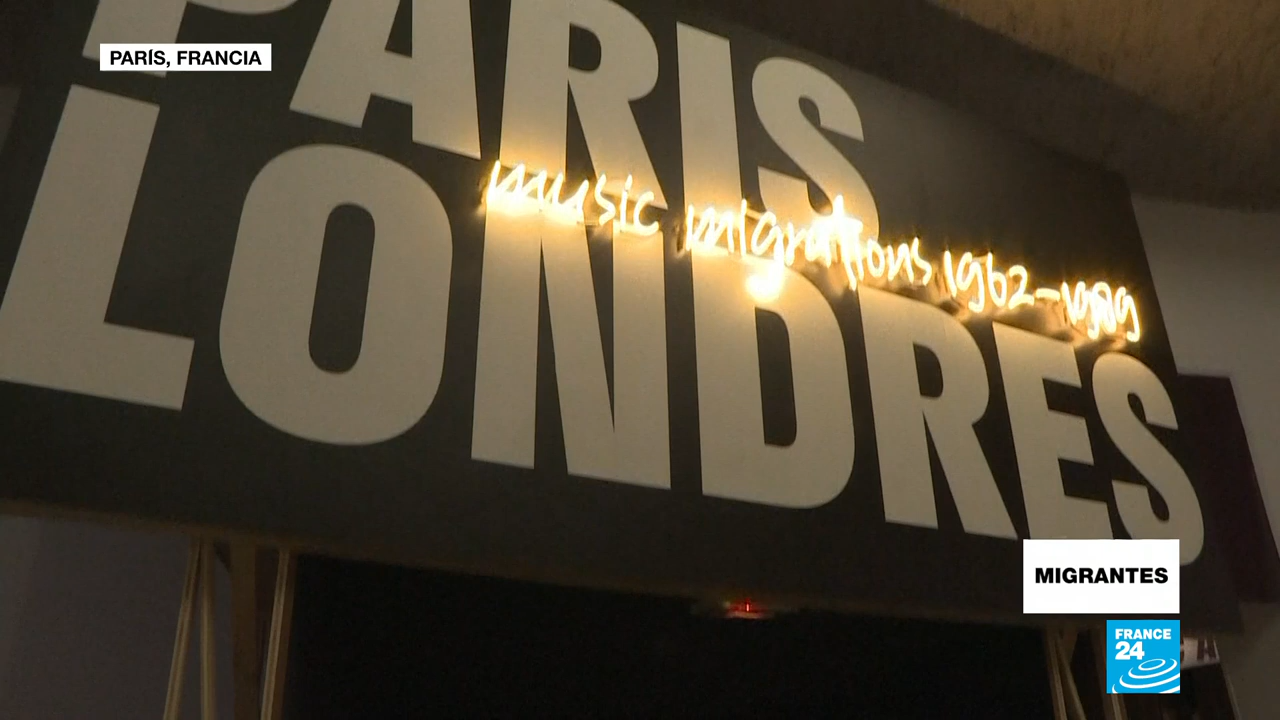 PARÍS, FRANCIA
PARIS
music migrations 1962-1989
LONDRES
MIGRANTES
FRANCE
24